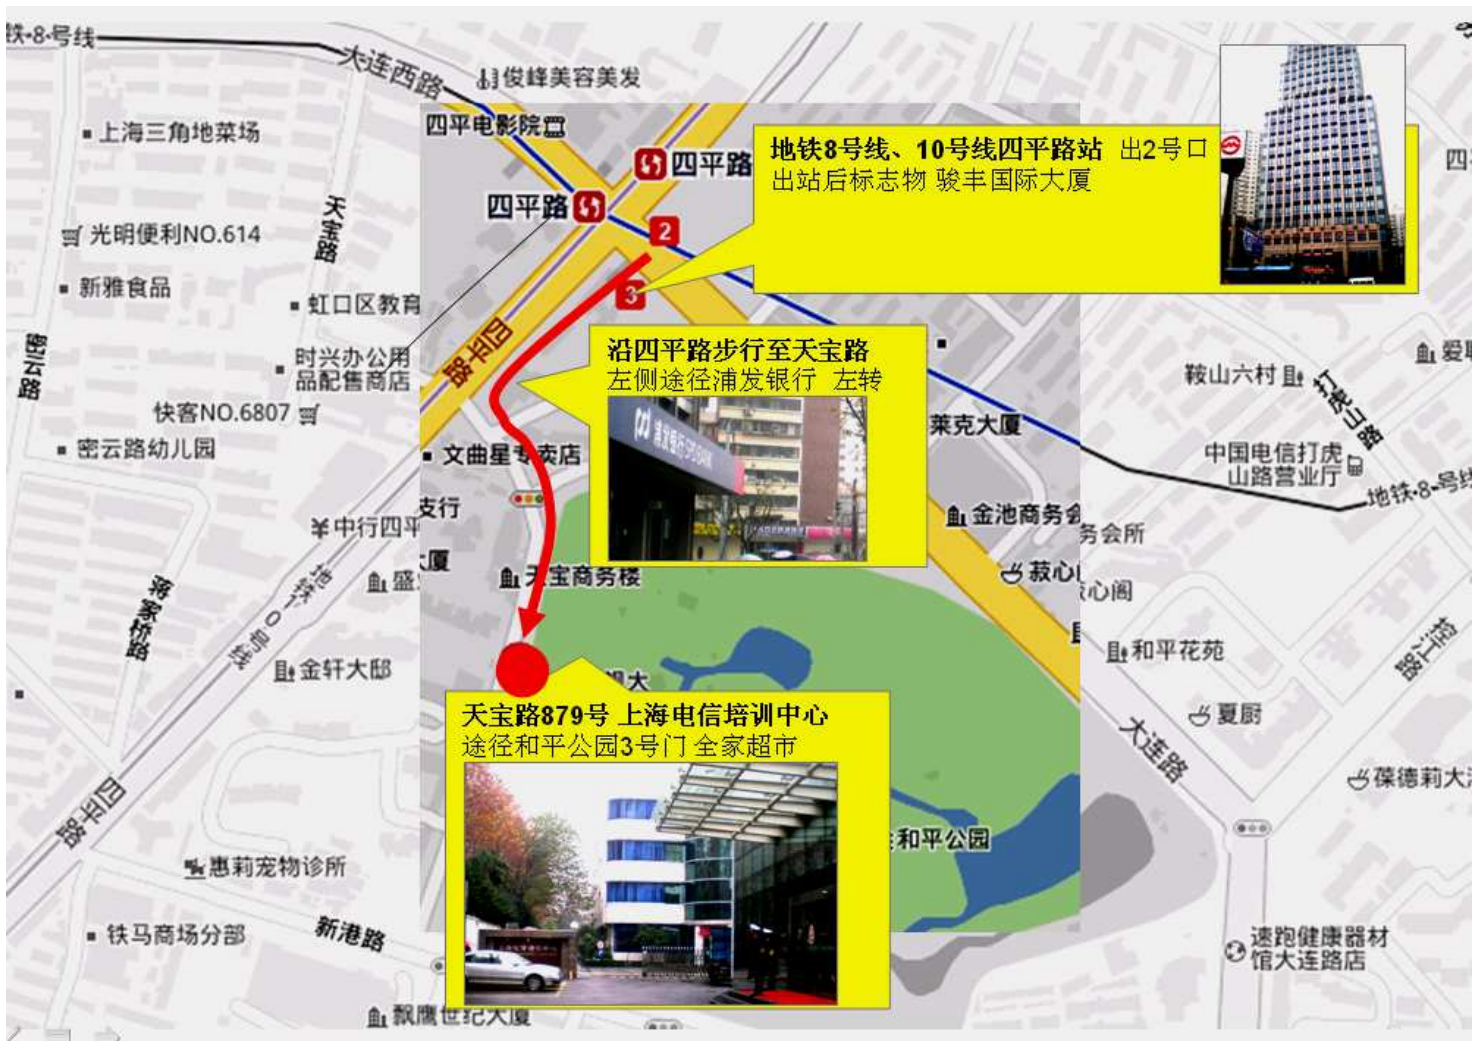 铁·8·号线
大连西路
俊峰美容美发
四平电影院
上海三角地菜场
四平路
地铁8号线、10号线四平路站 出2号口
出站后标志物 骏丰国际大厦
四平路
2
3
天宝路
光明便利NO.614
新雅食品
虹口区教育
四平路
密云路
时兴办公用
品配售商店
快客NO.6807
密云路幼儿园
沿四平路步行至天宝路
左侧途径浦发银行 左转
浦发银行 SPD BANK
鞍山六村
打虎山路
莱克大厦
中国电信打虎
山路营业厅
地铁·8·号线
文曲星专卖店
支行
中行四平
大厦
盛
天宝商务楼
金池商务会
务会所
菽心
心阁
地铁10号线
蒋家桥路
金轩大邸
和平花苑
控江路
夏厨
大连路
葆德莉大
天宝路879号 上海电信培训中心
途径和平公园3号门 全家超市
和平公园
四平路
惠莉宠物诊所
铁马商场分部
新港路
速跑健康器材
馆大连路店
飘鹰世纪大厦